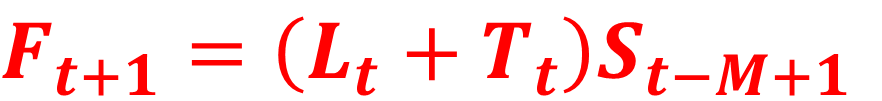 F_{t+1} = (L_t + T_t)S_{t−M+1}